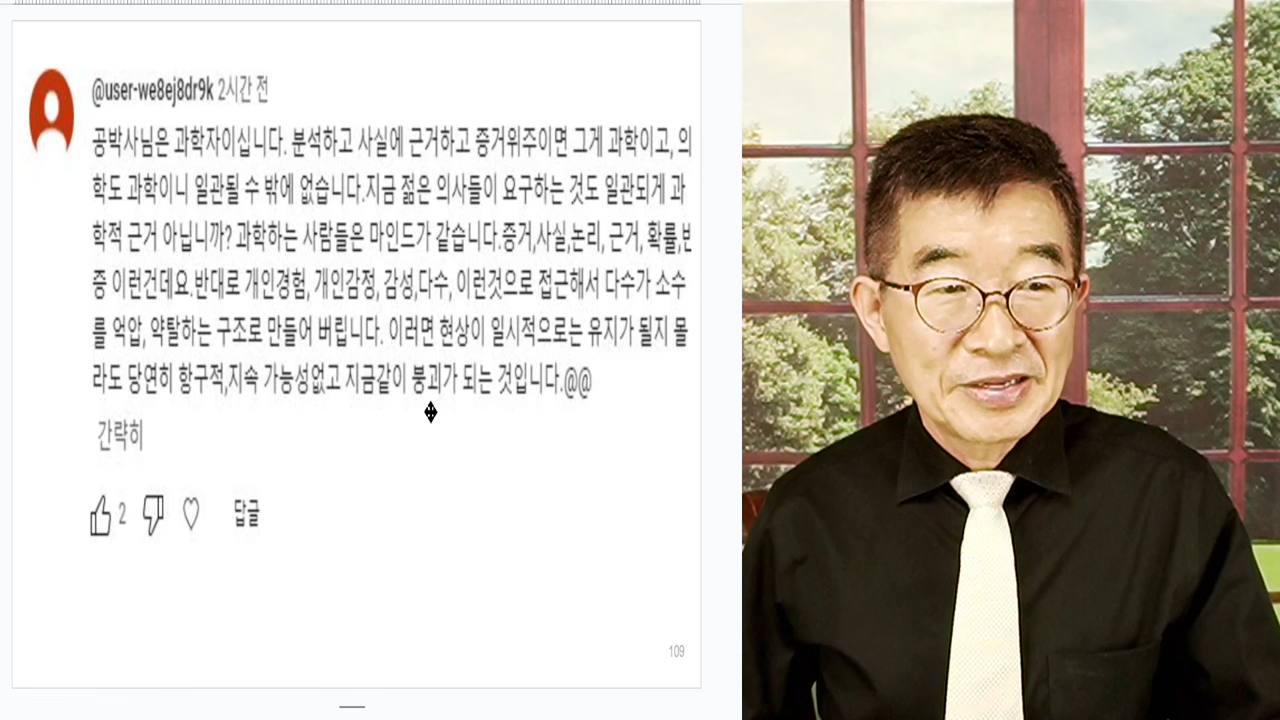 @user-we8ej8dr9k 2시간 전
공박사님은 과학자이십니다. 분석하고 사실에 근거하고 증거위주이면 그게 과학이고, 의
학도 과학이니 일관될 수 밖에 없습니다.지금 젊은 의사들이 요구하는 것도 일관되게 과
학적 근거 아닙니까? 과학하는 사람들은 마인드가 같습니다.증거,사실,논리, 근거, 확률,
증 이런건데요.반대로 개인경험, 개인감정, 감성,다수, 이런것으로 접근해서 다수가 소수
를 억압, 약탈하는 구조로 만들어 버립니다. 이러면 현상이 일시적으로는 유지가 될지 몰
라도 당연히 항구적,지속 가능성없고 지금같이 붕괴가 되는 것입니다.@@
간략히
2 답글
109